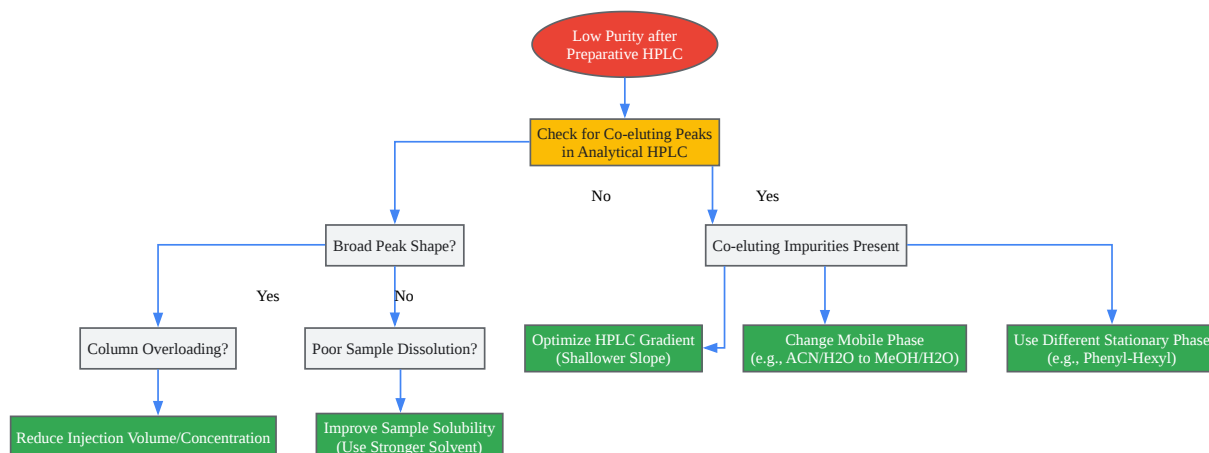 Low Purity after
Preparative HPLC
Check for Co-eluting Peaks
in Analytical HPLC
No
Yes
Broad Peak Shape?
Co-eluting Impurities Present
Yes
No
Column Overloading?
Poor Sample Dissolution?
Optimize HPLC Gradient
(Shallower Slope)
Change Mobile Phase
(e.g., ACN/H2O to MeOH/H2O)
Use Different Stationary Phase
(e.g., Phenyl-Hexyl)
Reduce Injection Volume/Concentration
Improve Sample Solubility
(Use Stronger Solvent)